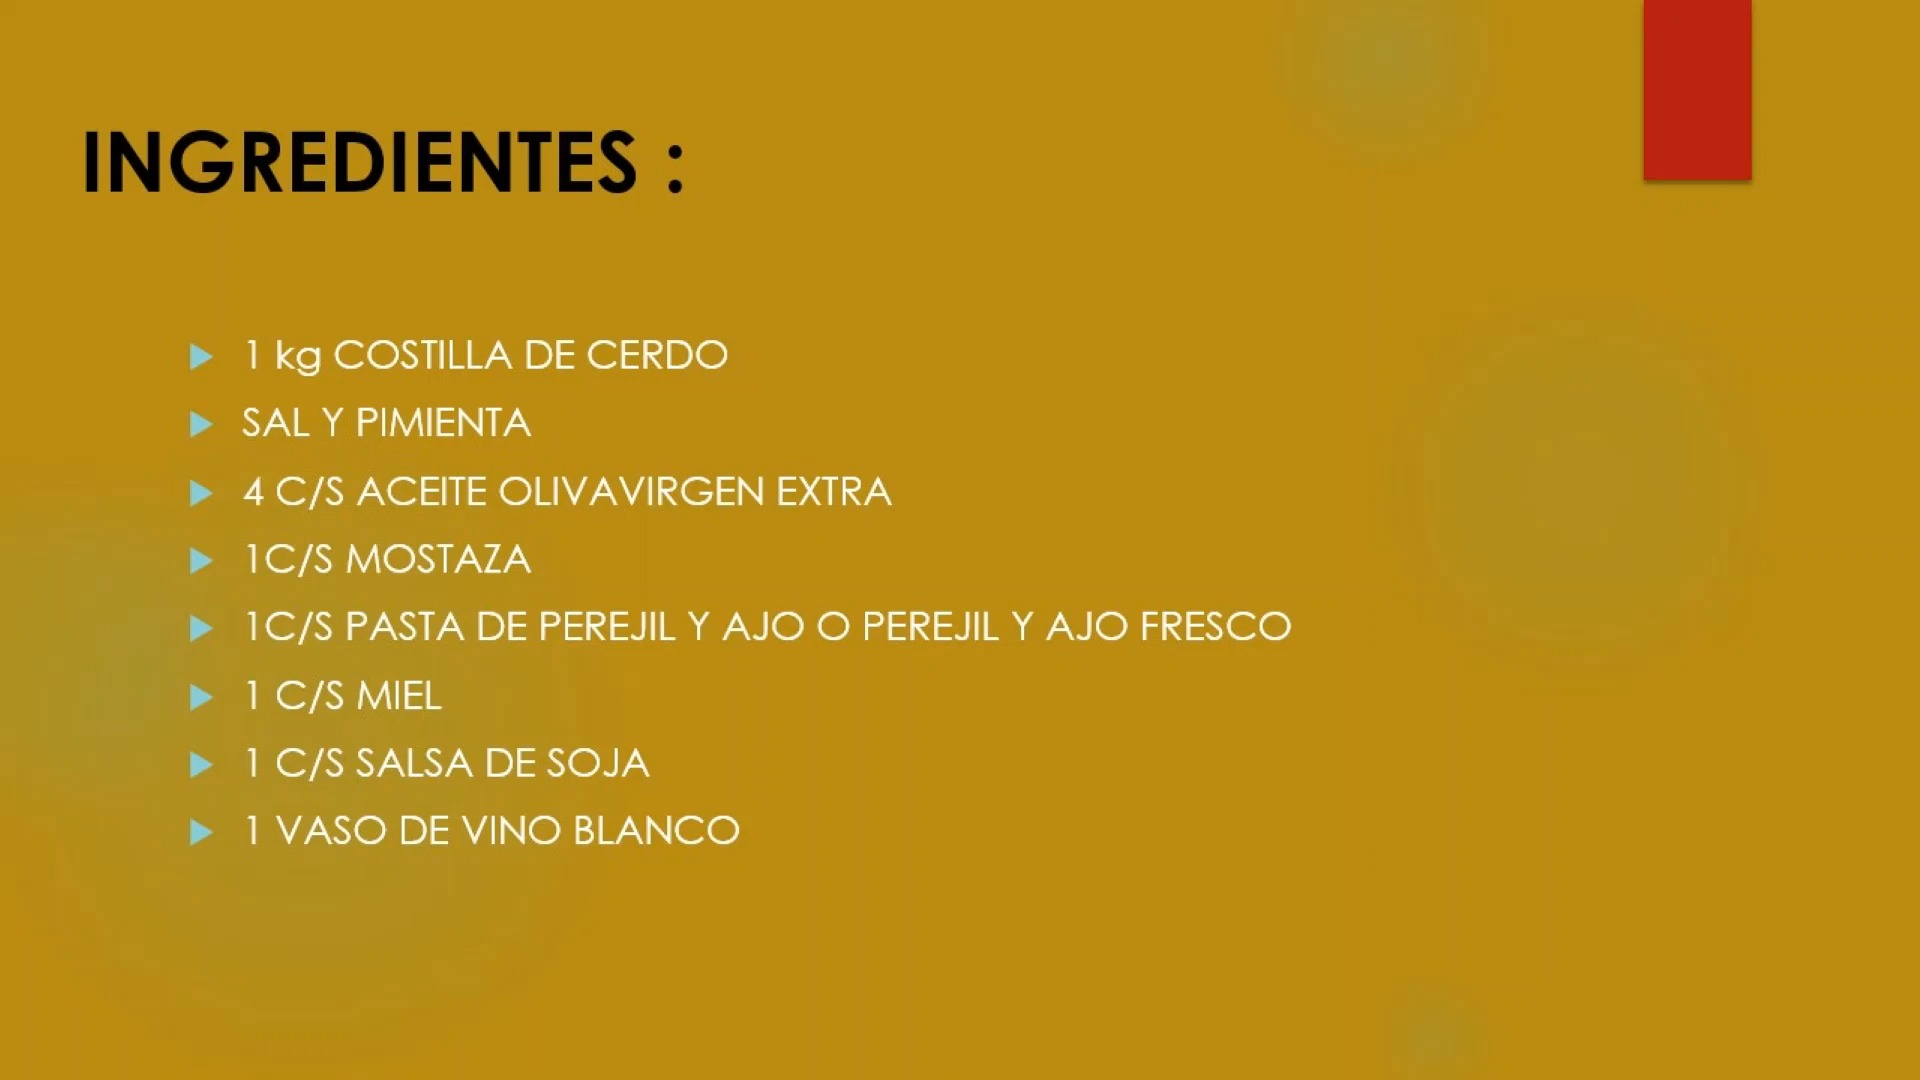 INGREDIENTES :
1 kg COSTILLA DE CERDO
SAL Y PIMIENTA
4 C/S ACEITE OLIVAVIRGEN EXTRA
1C/S MOSTAZA
1C/S PASTA DE PEREJIL Y AJO O PEREJIL Y AJO FRESCO
1 C/S MIEL
1 C/S SALSA DE SOJA
1 VASO DE VINO BLANCO